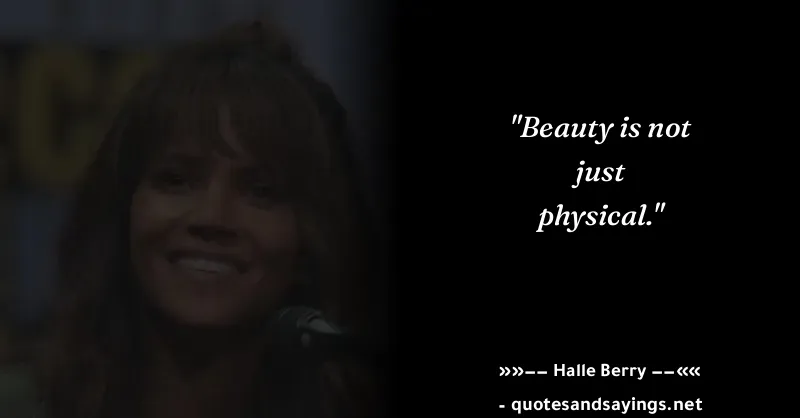 "Beauty is not
just
physical."
»»–– Halle Berry ––««
- quotesandsayings.net